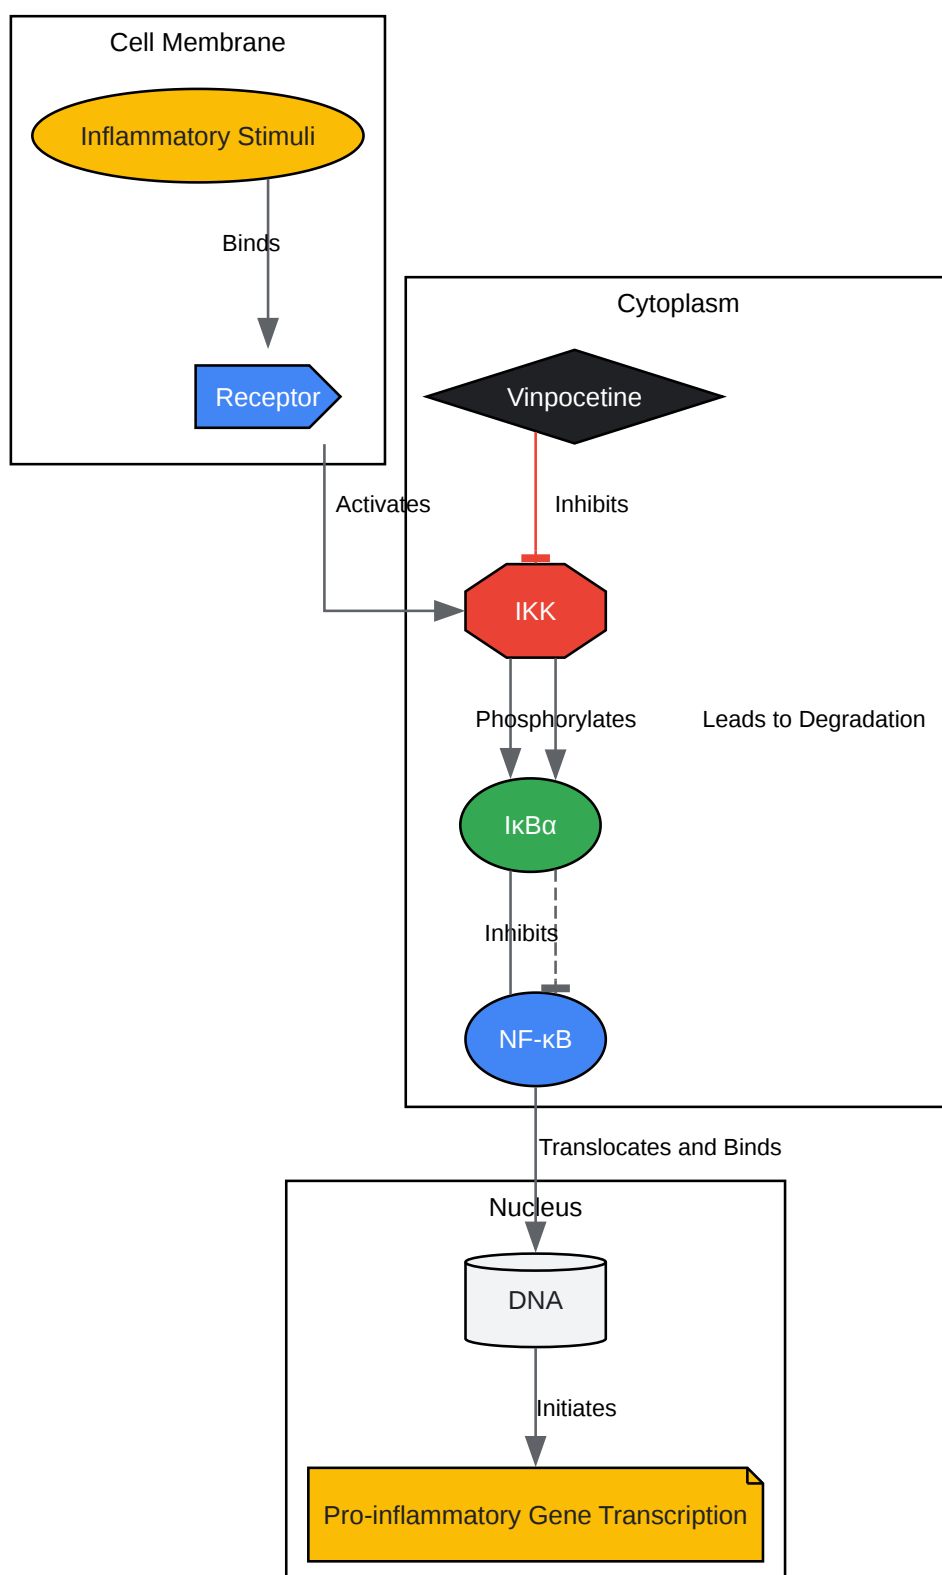 Cell Membrane
Inflammatory Stimuli
Binds
Receptor
Activates
Cytoplasm
Vinpocetine
Inhibits
IKK
Phosphorylates
Leads to Degradation
IκBα
Inhibits
NF-κB
Translocates and Binds
Nucleus
DNA
Initiates
Pro-inflammatory Gene Transcription